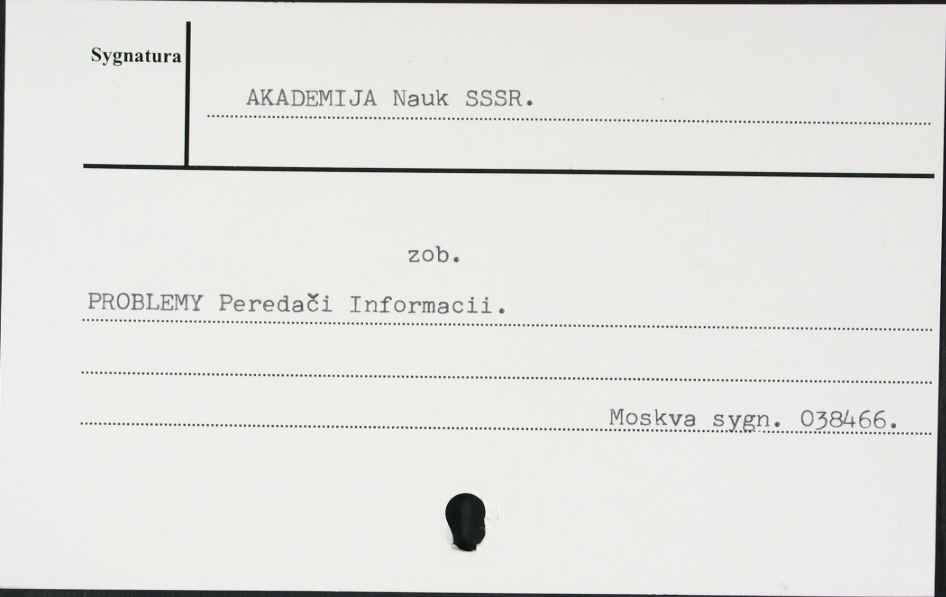 Sygnatura
AKADEMIJA Nauk SSSR.
zob.
PROBLEMY Peredači Informacii.
Moskva sygn. 038466.